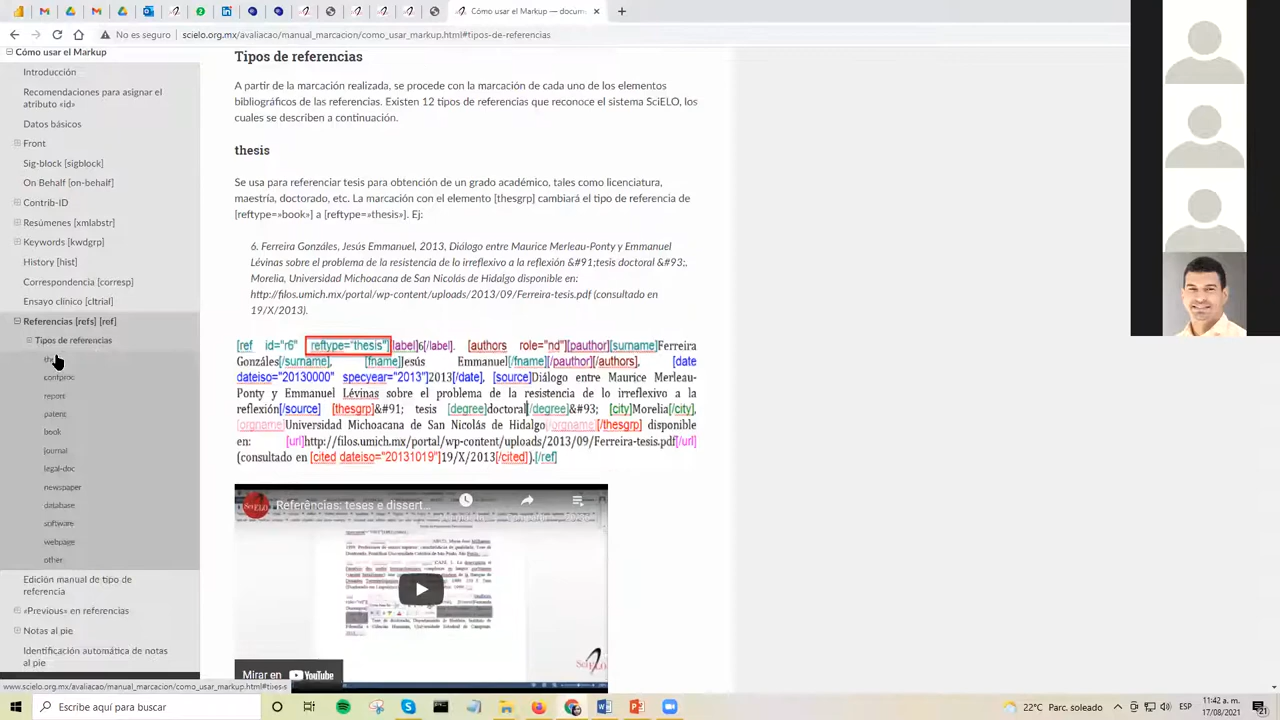 Cómo usar el Markup — docum
No es seguro
scielo.org.mx/avaliacao/manual_marcacion/como_usar_markup.html#tipos-de-referencias
Cómo usar el Markup
Introducción
Recomendaciones para asignar el
atributo «id»
Datos básicos
Front
Sig-block [sigblock]
On Behalf [on-behalf]
Contrib-ID
Resúmenes [xmlabstr]
Keywords [kwdgrp]
History [hist]
Correspondencia [corresp]
Ensayo clínico [cltrial]
Referencias [refs] [ref]
Tipos de referencias
confproc
report
patent
book
journal
legal-doc
newspaper
database
software
webpage
other
Edición manual del tipo de
referencia
«Previous» en referencias
Notas al pie
Identificación automática de notas
al pie
www.scielo.org.mx/avaliacao/manual_marcacion/como_usar_markup.html#thesis
Tipos de referencias
A partir de la marcación realizada, se procede con la marcación de cada uno de los elementos
bibliográficos de las referencias. Existen 12 tipos de referencias que reconoce el sistema SciELO, los
cuales se describen a continuación.
thesis
Se usa para referenciar tesis para obtención de un grado académico, tales como licenciatura,
maestría, doctorado, etc. La marcación con el elemento [thesgrp] cambiará el tipo de referencia de
[reftype=»book»] a [reftype=»thesis»]. Ej:
6. Ferreira Gonzáles, Jesús Emmanuel, 2013, Diálogo entre Maurice Merleau-Ponty y Emmanuel
Lévinas sobre el problema de la resistencia de lo irreflexivo a la reflexión &#91;tesis doctoral &#93;,
Morelia, Universidad Michoacana de San Nicolás de Hidalgo disponible en:
http://filos.umich.mx/portal/wp-content/uploads/2013/09/Ferreira-tesis.pdf (consultado en
19/X/2013).
[ref id="r6" reftype="thesis"][label]6[/label]. [authors role="nd"][pauthor][surname]Ferreira
Gonzáles[/surname], [fname]Jesús Emmanuel[/fname][/pauthor][/authors], [date
dateiso="20130000" specyear="2013"]2013[/date], [source]Diálogo entre Maurice Merleau-
Ponty y Emmanuel Lévinas sobre el problema de la resistencia de lo irreflexivo a la
reflexión[/source] [thesgrp]&#91; tesis [degree]doctoral[/degree]&#93; [city]Morelia[/city],
[orgname]Universidad Michoacana de San Nicolás de Hidalgo[/orgname][/thesgrp] disponible
en: [url]http://filos.umich.mx/portal/wp-content/uploads/2013/09/Ferreira-tesis.pdf[/url]
(consultado en [cited dateiso="20131019"]19/X/2013[/cited]).[/ref]
Referências: teses e dissert...
SciELO
Mirar en YouTube
Escribe aquí para buscar
22°C Parc. soleado
ESP
11:42 a. m.
17/08/2021